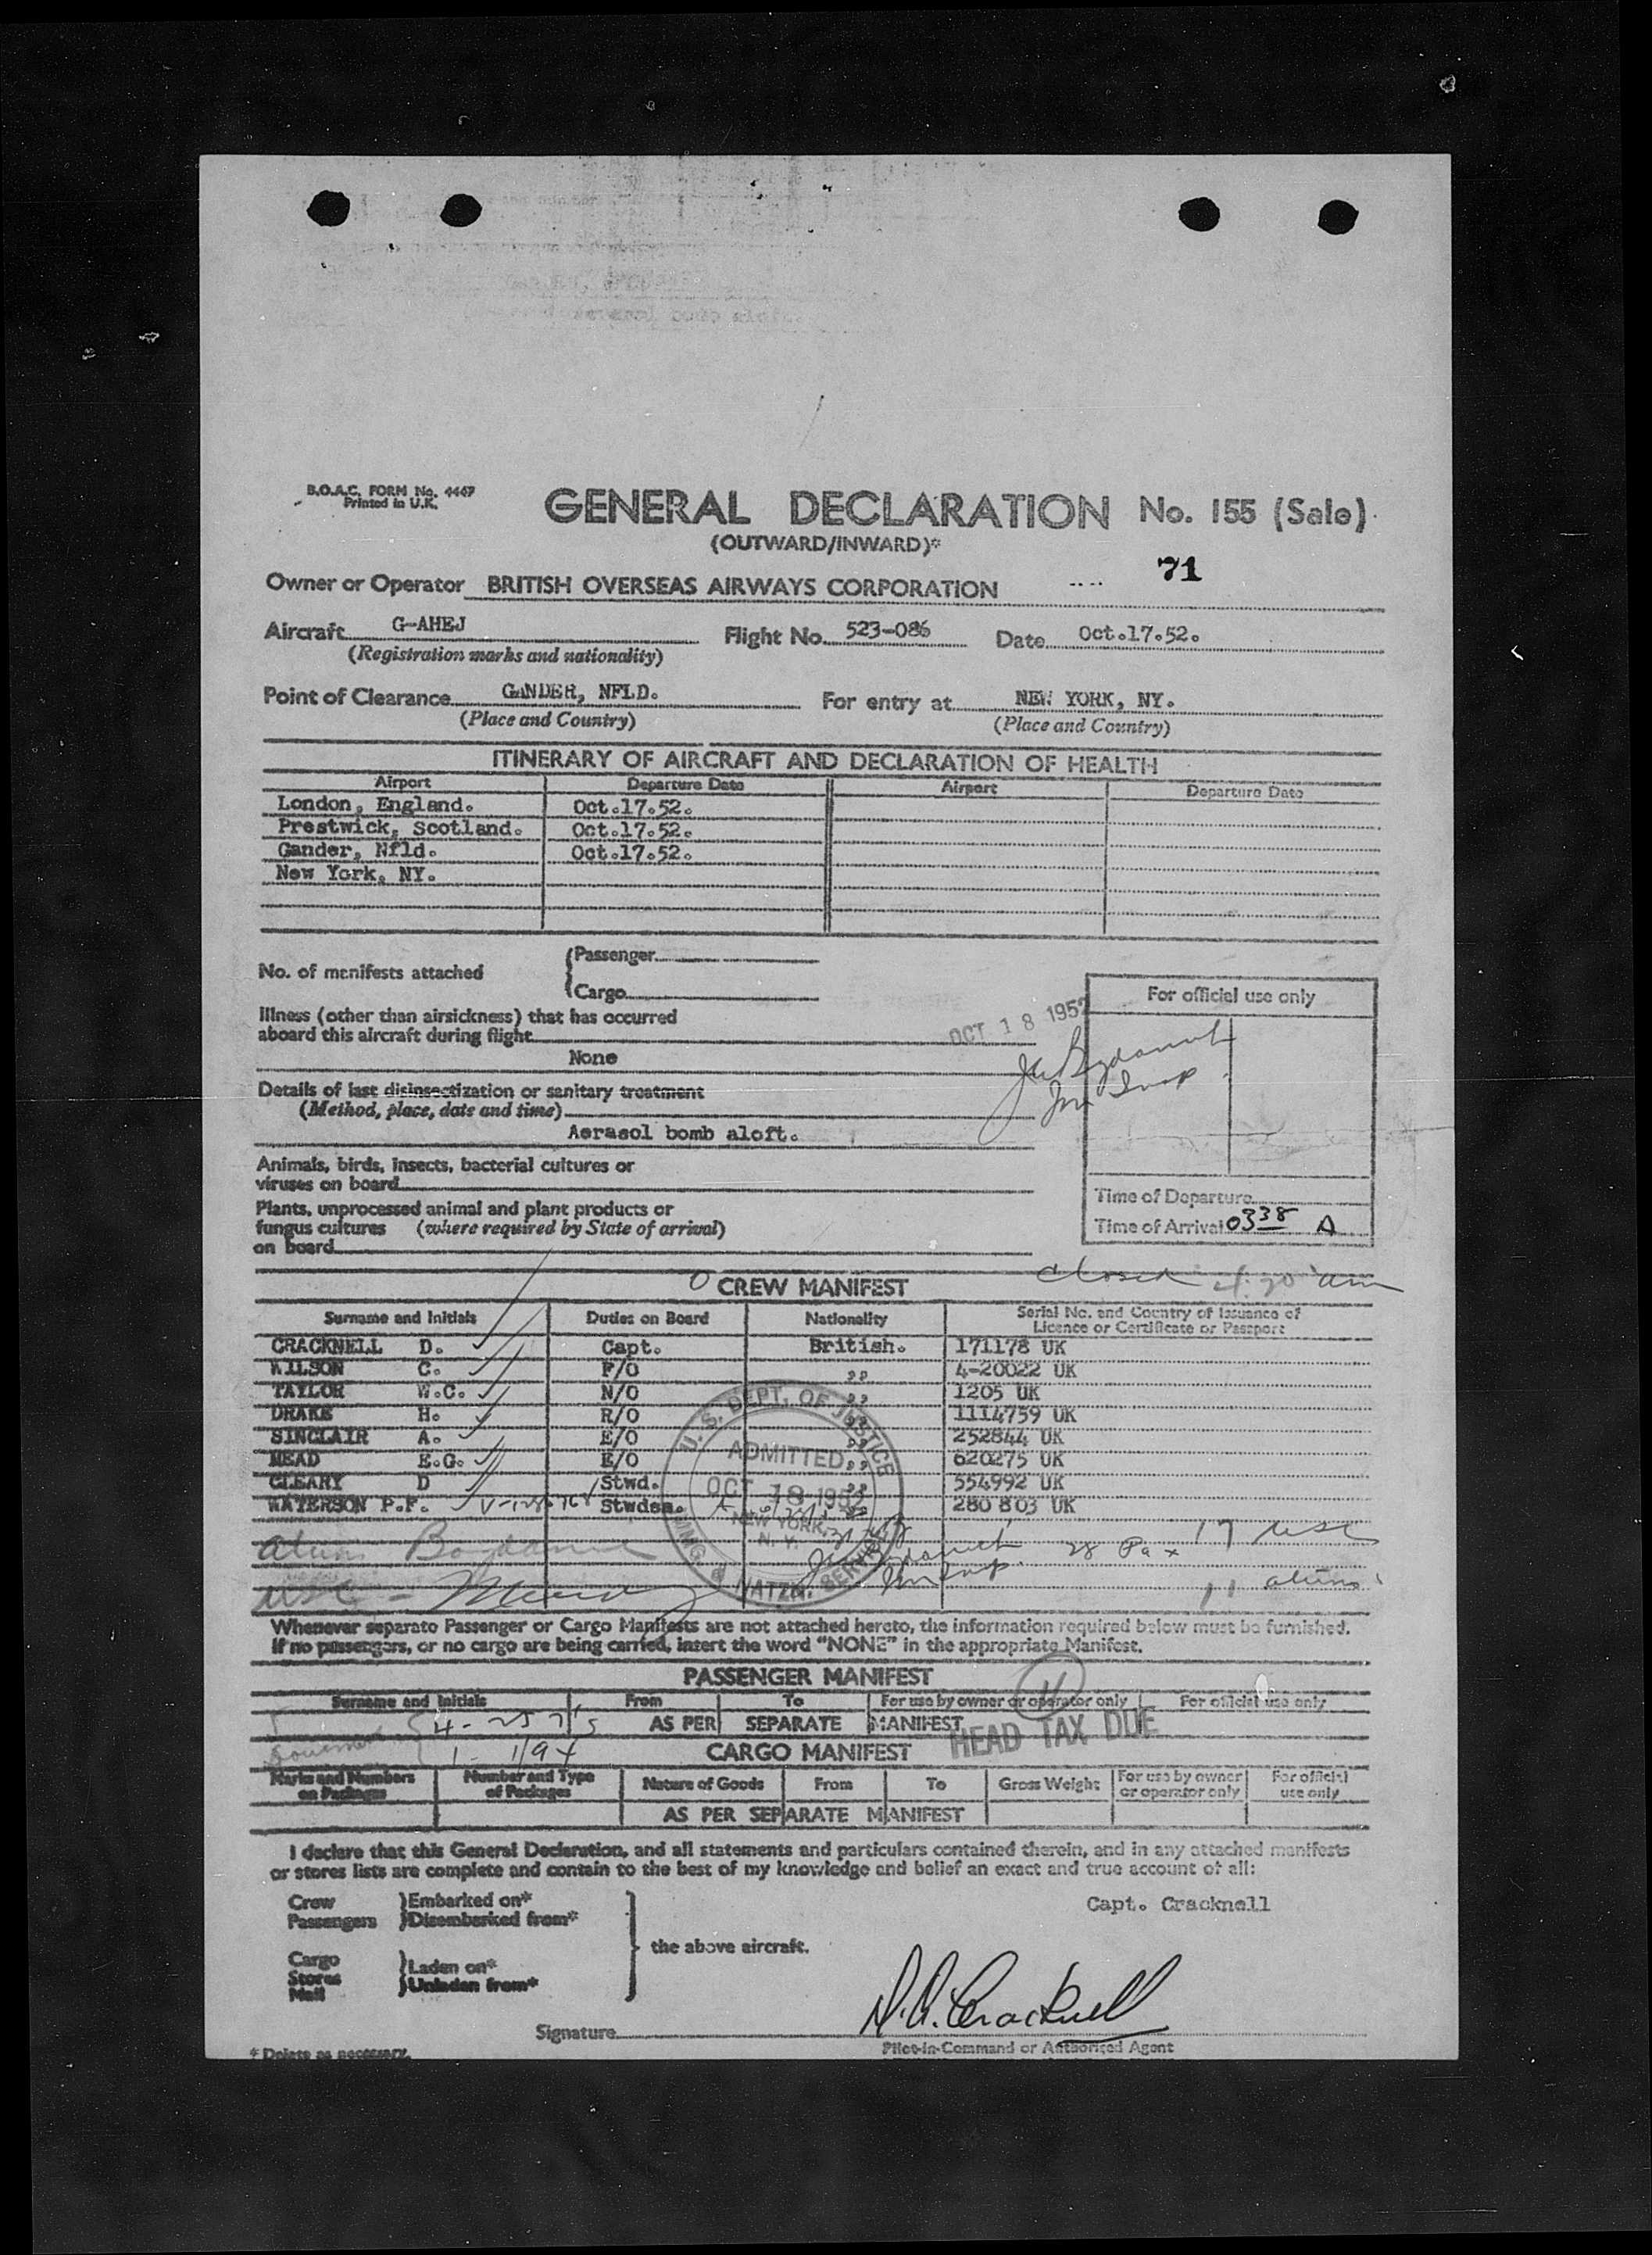 B.O.A.C. FORM No. 4447
Printed in U.K.
GENERAL DECLARATION No. 155 (Sale)
(OUTWARD/INWARD)*
71
Owner or Operator BRITISH OVERSEAS AIRWAYS CORPORATION
Aircraft G-AHEJ Flight No. 523-086 Date Oct.17.52.
(Registration marks and nationality)
Point of Clearance GANDER, NFLD. For entry at NEW YORK, NY.
(Place and Country) (Place and Country)
ITINERARY OF AIRCRAFT AND DECLARATION OF HEALTH
Airport Departure Date Airport Departure Date
London, England. Oct.17.52.
Prestwick, Scotland. Oct.17.52.
Gander, Nfld. Oct.17.52.
New York, NY.
No. of manifests attached
Passenger
Cargo
For official use only
Illness (other than airsickness) that has occurred
aboard this aircraft during flight
None
OCT 18 1952
Details of last disinsectization or sanitary treatment
(Method, place, date and time)
Aerasol bomb aloft.
Animals, birds, insects, bacterial cultures or
viruses on board
Plants, unprocessed animal and plant products or
fungus cultures (where required by State of arrival)
on board
Time of Departure
Time of Arrival 0338 A
closed 4:20 am
O CREW MANIFEST
Surname and Initials Duties on Board Nationality Serial No. and Country of Issuance of
Licence or Certificate or Passport
CRACKNELL D. Capt. British. 171178 UK
WILSON C. F/O ,, 4-20022 UK
TAYLOR W.C. N/O ,, 1205 UK
DRAKE H. R/O ,, 1114759 UK
SINCLAIR A. E/O ,, 252844 UK
MEAD E.G. E/O ,, 620275 UK
CLEARY D Stwd. ,, 554992 UK
WATERSON P.F. Stwdss. ,, 280803 UK
U.S. DEPT. OF JUSTICE
ADMITTED
OCT 18 1952
NEW YORK,
N.Y.
IMMIG. & NATZN. SERVICE
28 Pax 17 USC
11 aliens
USC -
Whenever separate Passenger or Cargo Manifests are not attached hereto, the information required below must be furnished.
If no passengers, or no cargo are being carried, insert the word "NONE" in the appropriate Manifest.
PASSENGER MANIFEST
Surname and Initials From To For use by owner or operator only For official use only
AS PER SEPARATE MANIFEST
HEAD TAX DUE
CARGO MANIFEST
Marks and Numbers
on Packages
Number and Type
of Packages
Nature of Goods From To Gross Weight
For use by owner
or operator only
For official
use only
AS PER SEPARATE MANIFEST
I declare that this General Declaration, and all statements and particulars contained therein, and in any attached manifests
or stores lists are complete and contain to the best of my knowledge and belief an exact and true account of all:
Crew
Passengers
Embarked on*
Disembarked from*
Capt. Cracknell
the above aircraft.
Cargo
Stores
Mail
Laden on*
Unladen from*
Signature D.A. Cracknell
Pilot-in-Command or Authorised Agent
* Delete as necessary.